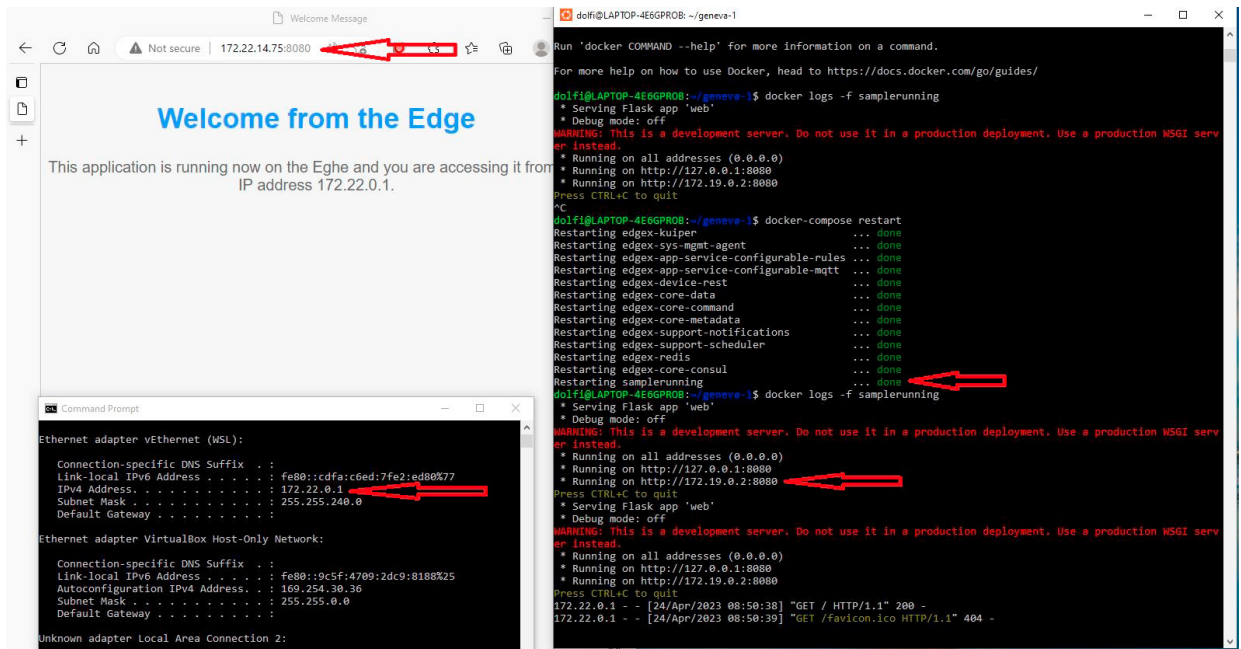 Welcome Message
Not secure | 172.22.14.75:8080
Welcome from the Edge
This application is running now on the Eghe and you are accessing it from
IP address 172.22.0.1.
Command Prompt
Ethernet adapter vEthernet (WSL):
Connection-specific DNS Suffix . :
Link-local IPv6 Address . . . . . : fe80::cdfa:c6ed:7fe2:ed80%77
IPv4 Address. . . . . . . . . . . : 172.22.0.1
Subnet Mask . . . . . . . . . . . : 255.255.240.0
Default Gateway . . . . . . . . . :
Ethernet adapter VirtualBox Host-Only Network:
Connection-specific DNS Suffix . :
Link-local IPv6 Address . . . . . : fe80::9c5f:4709:2dc9:8188%25
Autoconfiguration IPv4 Address. . : 169.254.30.36
Subnet Mask . . . . . . . . . . . : 255.255.0.0
Default Gateway . . . . . . . . . :
Unknown adapter Local Area Connection 2:
dolfi@LAPTOP-4E6GPROB: ~/geneva-1
Run 'docker COMMAND --help' for more information on a command.
For more help on how to use Docker, head to https://docs.docker.com/go/guides/
dolfi@LAPTOP-4E6GPROB:~/geneva-1$ docker logs -f samplerunning
* Serving Flask app 'web'
* Debug mode: off
WARNING: This is a development server. Do not use it in a production deployment. Use a production WSGI serv
er instead.
* Running on all addresses (0.0.0.0)
* Running on http://127.0.0.1:8080
* Running on http://172.19.0.2:8080
Press CTRL+C to quit
^C
dolfi@LAPTOP-4E6GPROB:~/geneva-1$ docker-compose restart
Restarting edgex-kuiper ... done
Restarting edgex-sys-mgmt-agent ... done
Restarting edgex-app-service-configurable-rules ... done
Restarting edgex-app-service-configurable-mqtt ... done
Restarting edgex-device-rest ... done
Restarting edgex-core-data ... done
Restarting edgex-core-command ... done
Restarting edgex-core-metadata ... done
Restarting edgex-support-notifications ... done
Restarting edgex-support-scheduler ... done
Restarting edgex-redis ... done
Restarting edgex-core-consul ... done
Restarting samplerunning ... done
dolfi@LAPTOP-4E6GPROB:~/geneva-1$ docker logs -f samplerunning
* Serving Flask app 'web'
* Debug mode: off
WARNING: This is a development server. Do not use it in a production deployment. Use a production WSGI serv
er instead.
* Running on all addresses (0.0.0.0)
* Running on http://127.0.0.1:8080
* Running on http://172.19.0.2:8080
Press CTRL+C to quit
* Serving Flask app 'web'
* Debug mode: off
WARNING: This is a development server. Do not use it in a production deployment. Use a production WSGI serv
er instead.
* Running on all addresses (0.0.0.0)
* Running on http://127.0.0.1:8080
* Running on http://172.19.0.2:8080
Press CTRL+C to quit
172.22.0.1 - - [24/Apr/2023 08:50:38] "GET / HTTP/1.1" 200 -
172.22.0.1 - - [24/Apr/2023 08:50:39] "GET /favicon.ico HTTP/1.1" 404 -